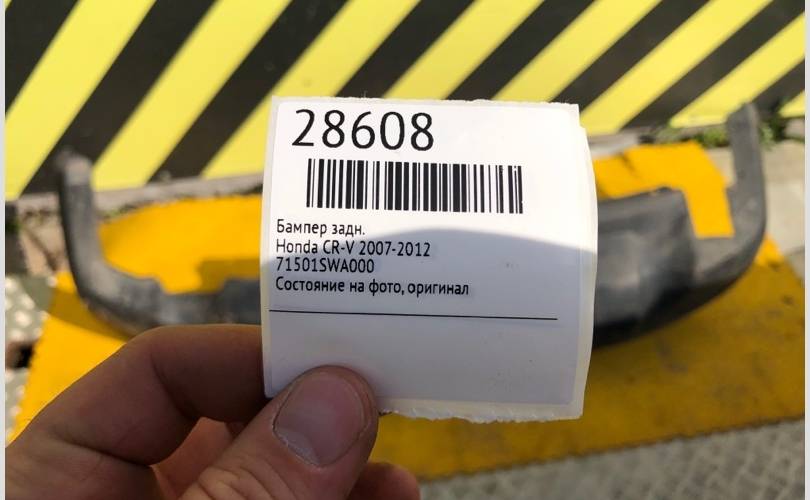 28608
Бампер задн.
Honda CR-V 2007-2012
71501SWA000
Состояние на фото, оригинал